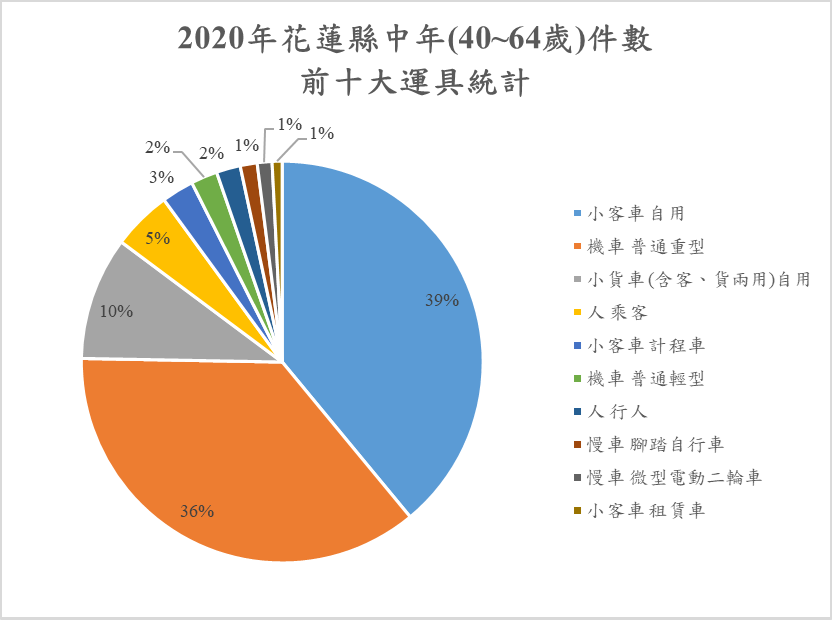 2020年花蓮縣中年(40~64歲)件數
前十大運具統計
39%
36%
10%
5%
3%
2%
2%
1%
1%
1%
小客車 自用
機車 普通重型
小貨車(含客、貨兩用)自用
人 乘客
小客車 計程車
機車 普通輕型
人 行人
慢車 腳踏自行車
慢車 微型電動二輪車
小客車 租賃車